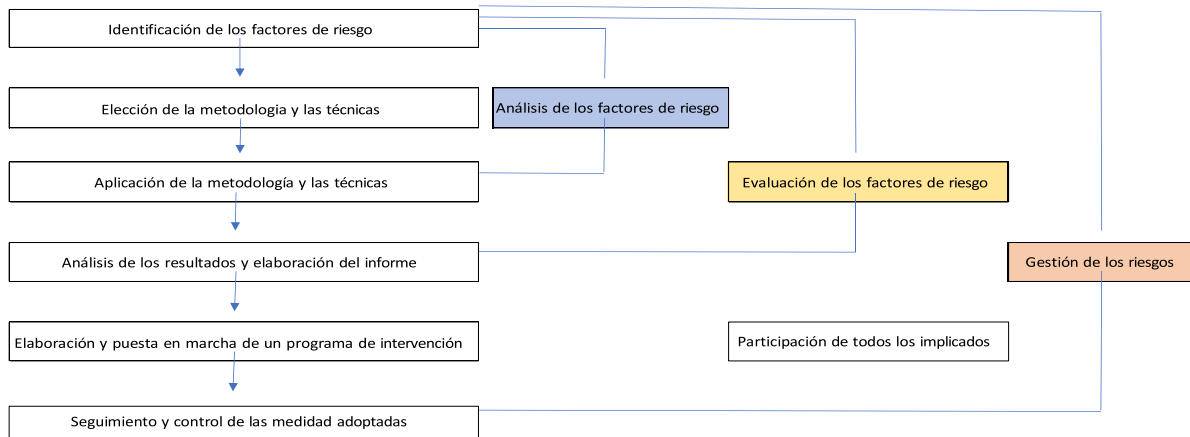 Identificación de los factores de riesgo
Elección de la metodologia y las técnicas
Análisis de los factores de riesgo
Aplicación de la metodología y las técnicas
Evaluación de los factores de riesgo
Análisis de los resultados y elaboración del informe
Gestión de los riesgos
Elaboración y puesta en marcha de un programa de intervención
Participación de todos los implicados
Seguimiento y control de las medidad adoptadas